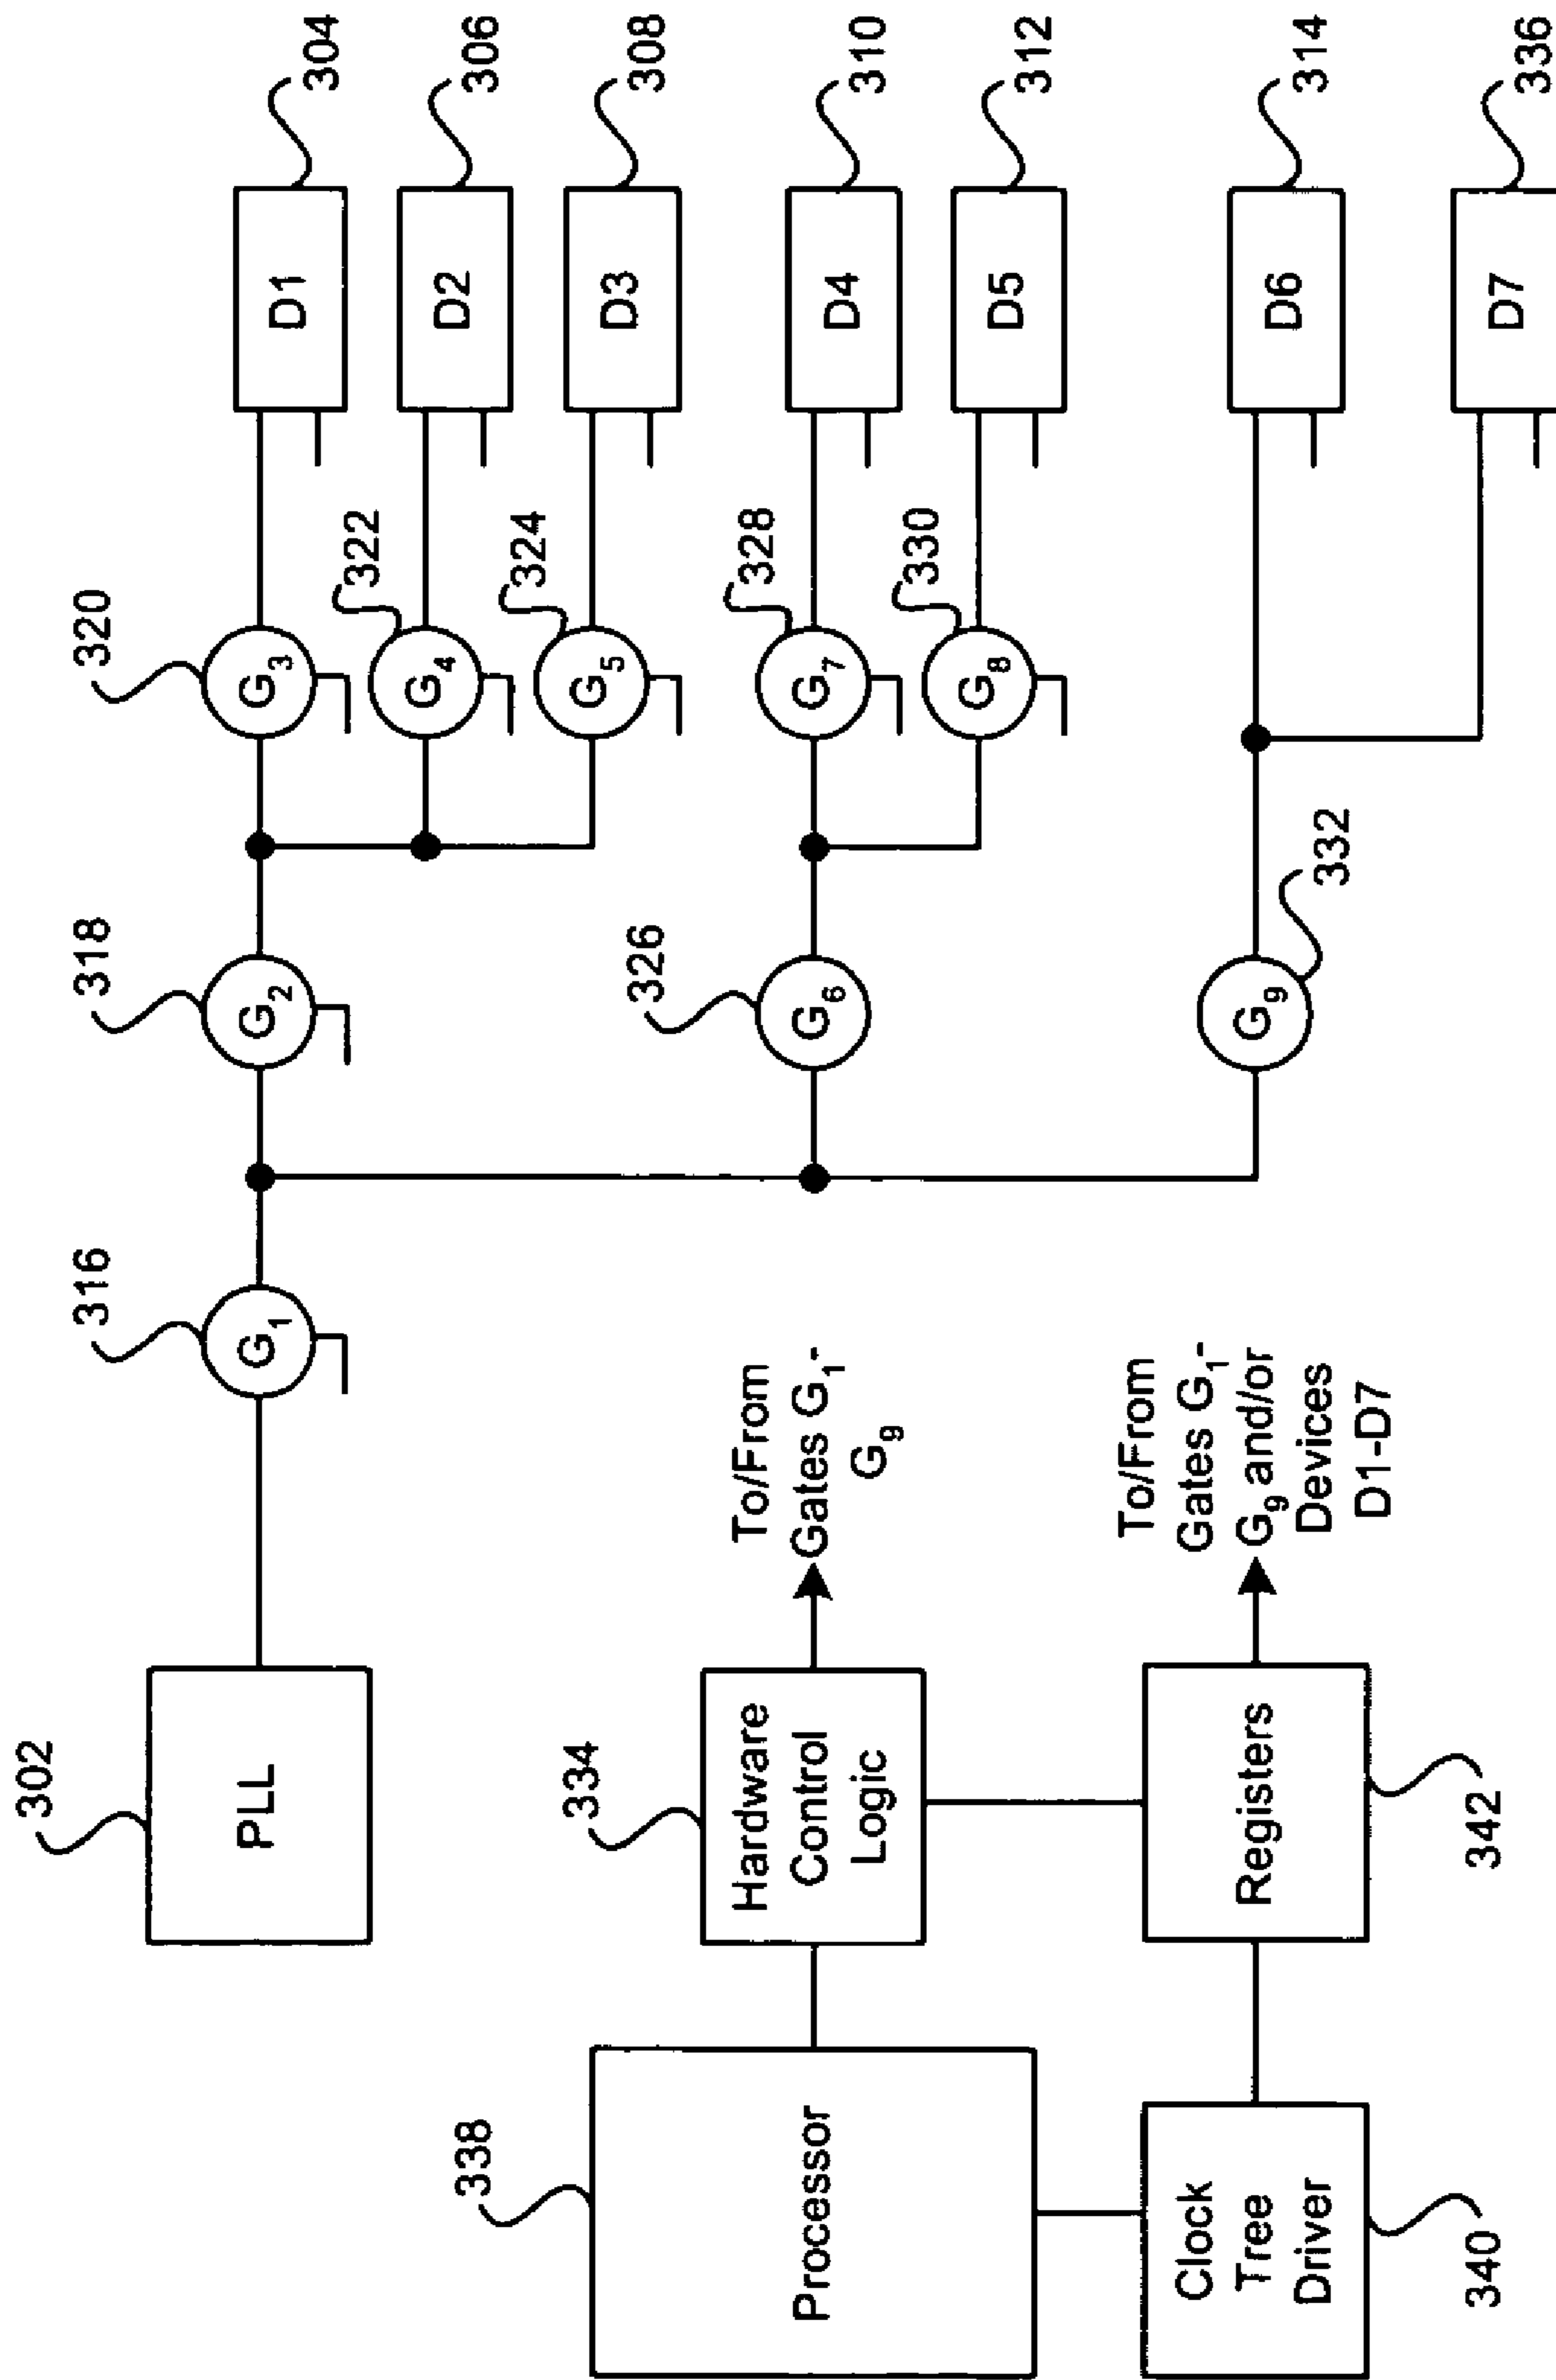 302
PLL
316
G1
318
G2
320
G3
D1
304
322
G4
D2
306
324
G5
D3
308
326
G6
328
G7
D4
310
330
G8
D5
312
G9
332
D6
314
D7
336
338
Processor
334
Hardware
Control
Logic
To/From
Gates G1-
G9
Clock
Tree
Driver
340
Registers
342
To/From
Gates G1-
G9 and/or
Devices
D1-D7